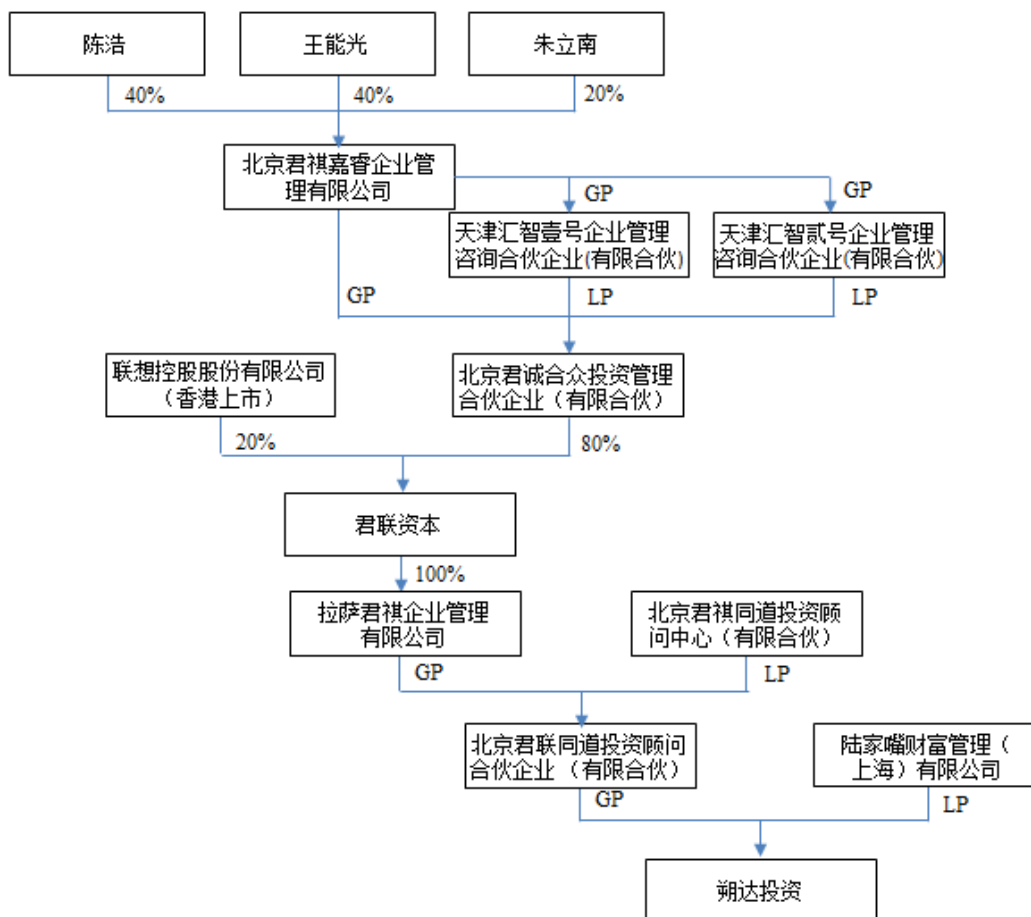 陈浩
王能光
朱立南
40%
40%
20%
北京君祺嘉睿企业管
理有限公司
GP
GP
天津汇智壹号企业管理
咨询合伙企业(有限合伙)
天津汇智贰号企业管理
咨询合伙企业(有限合伙)
GP
LP
LP
联想控股股份有限公司
（香港上市）
北京君诚合众投资管理
合伙企业（有限合伙）
20%
80%
君联资本
100%
拉萨君祺企业管理
有限公司
北京君祺同道投资顾
问中心（有限合伙）
GP
LP
北京君联同道投资顾问
合伙企业 （有限合伙）
陆家嘴财富管理（
上海）有限公司
GP
LP
朔达投资